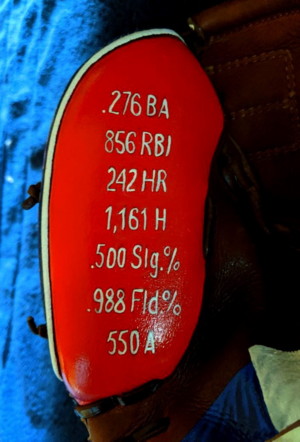 .276 BA
856 RBI
242 HR
1,161 H
.500 Slg.%
.988 Fld%
550 A